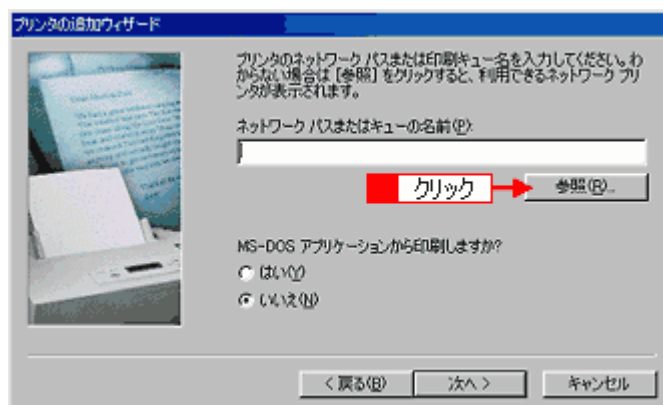 プリンタの追加ウィザード
プリンタのネットワーク パスまたは印刷キュー名を入力してください。わ
からない場合は [参照] をクリックすると、利用できるネットワーク プリ
ンタが表示されます。
ネットワーク パスまたはキューの名前(P):
クリック
参照(R)...
MS-DOS アプリケーションから印刷しますか?
はい(Y)
いいえ(N)
< 戻る(B)
次へ >
キャンセル